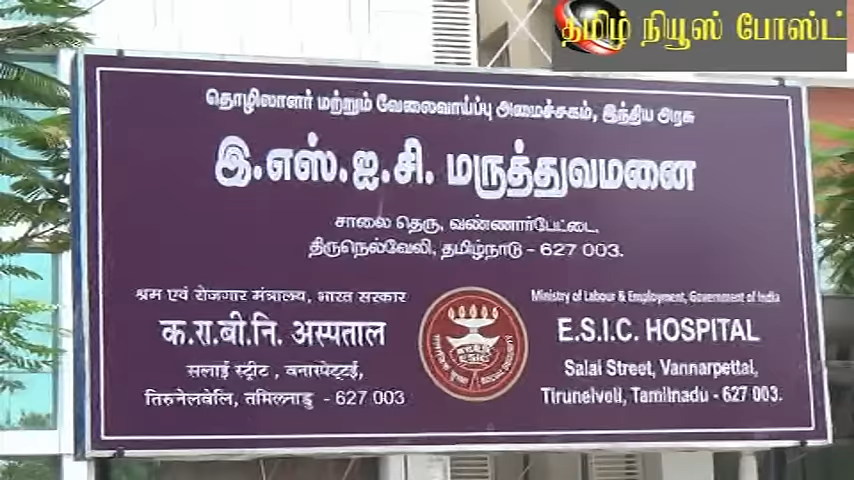 தமிழ் நியூஸ் போஸ்ட்
தொழிலாளர் மற்றும் வேலைவாய்ப்பு அமைச்சகம், இந்திய அரசு
இ.எஸ்.ஐ.சி. மருத்துவமனை
சாலை தெரு, வண்ணார்பேட்டை,
திருநெல்வேலி, தமிழ்நாடு - 627 003.
श्रम एवं रोजगार मंत्रालय, भारत सरकार
क.रा.बी.नि. अस्पताल
सलाई स्ट्रीट , वनारपेट्टई,
तिरुनेलवेलि, तमिलनाडु - 627 003
Ministry of Labour & Employment, Government of India
E.S.I.C. HOSPITAL
Salai Street, Vannarpettai,
Tirunelveli, Tamilnadu - 627 003.